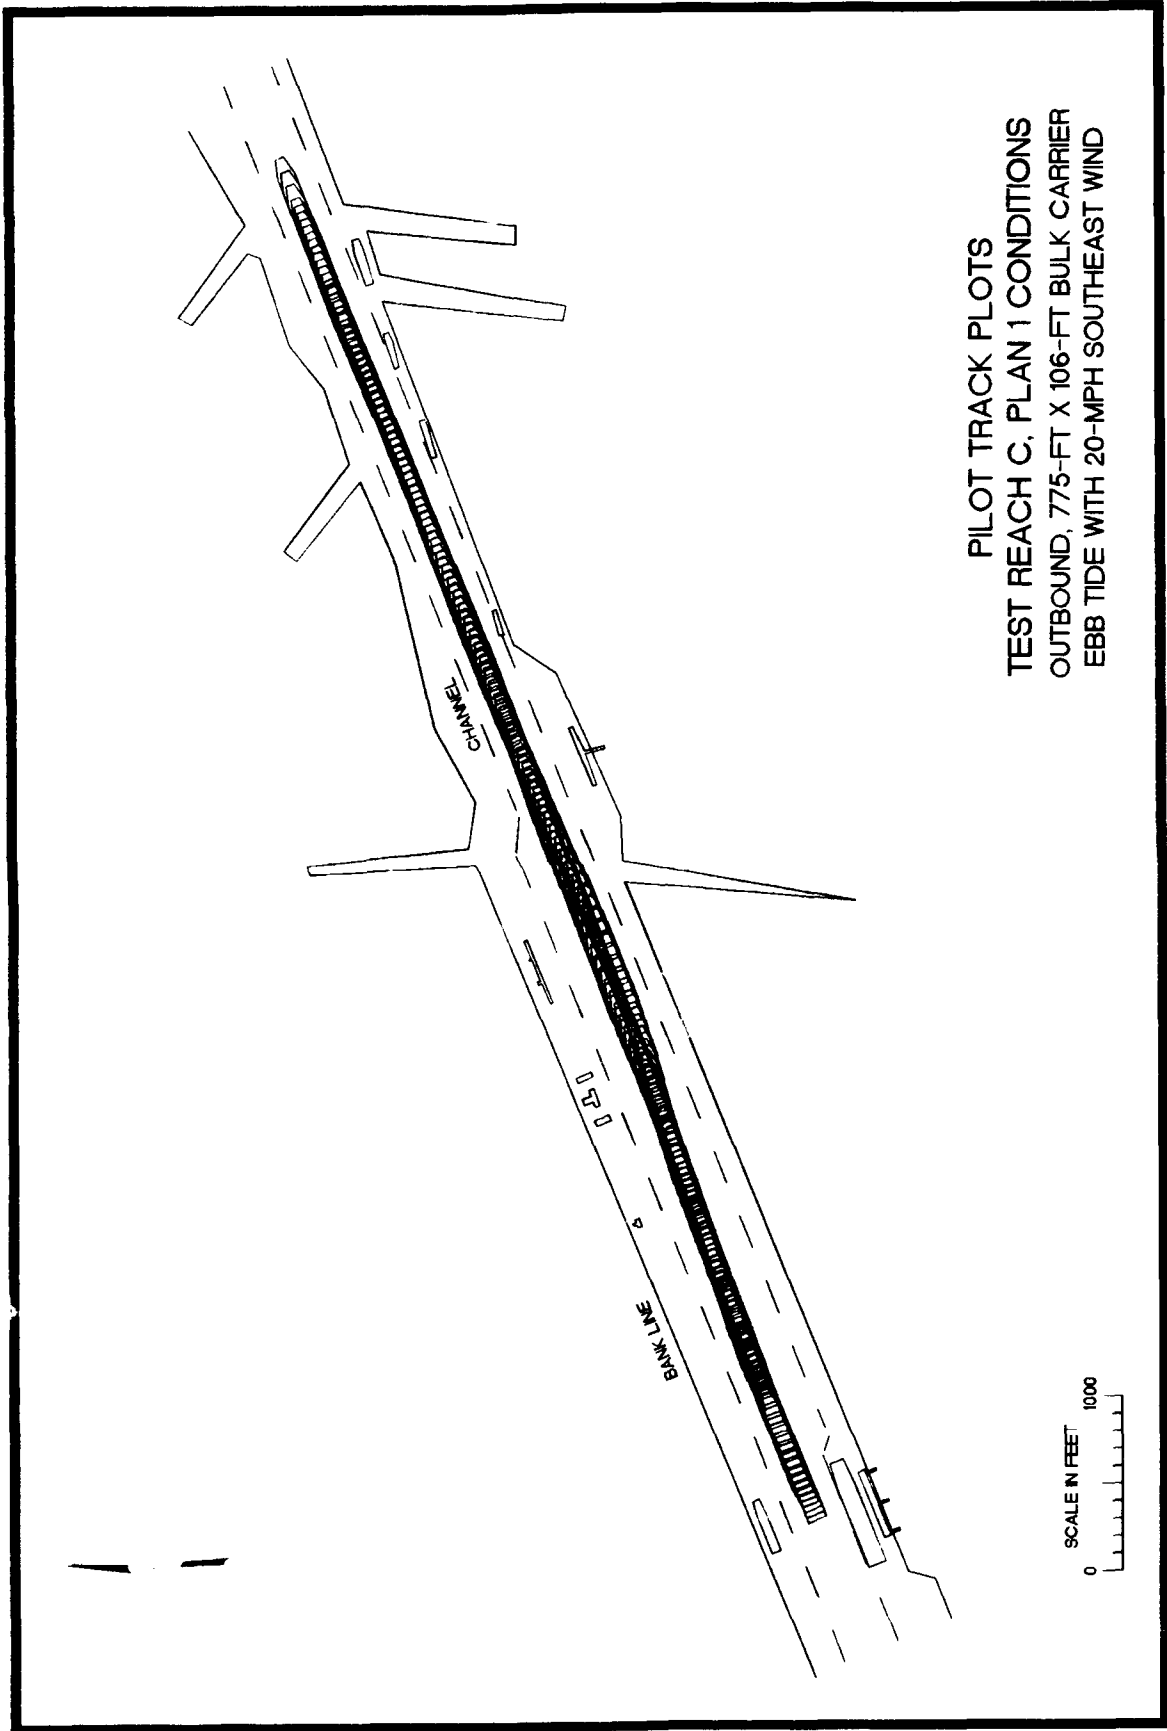 PILOT TRACK PLOTS
TEST REACH C, PLAN 1 CONDITIONS
OUTBOUND, 775-FT X 106-FT BULK CARRIER
EBB TIDE WITH 20-MPH SOUTHEAST WIND
CHANNEL
BANK LINE
SCALE IN FEET
0 1000